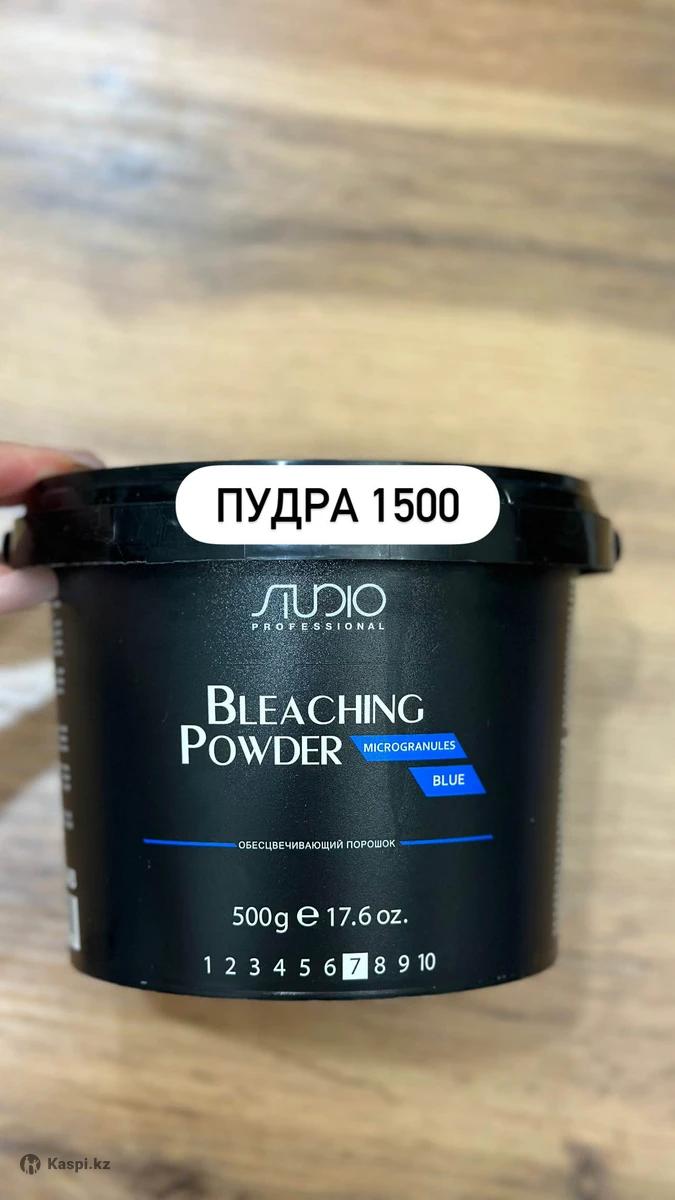 ПУДРА 1500
STUDIO
PROFESSIONAL
BLEACHING
POWDER MICROGRANULES
BLUE
ОБЕСЦВЕЧИВАЮЩИЙ ПОРОШОК
500g e 17.6 oz.
1 2 3 4 5 6 7 8 9 10
Kaspi.kz